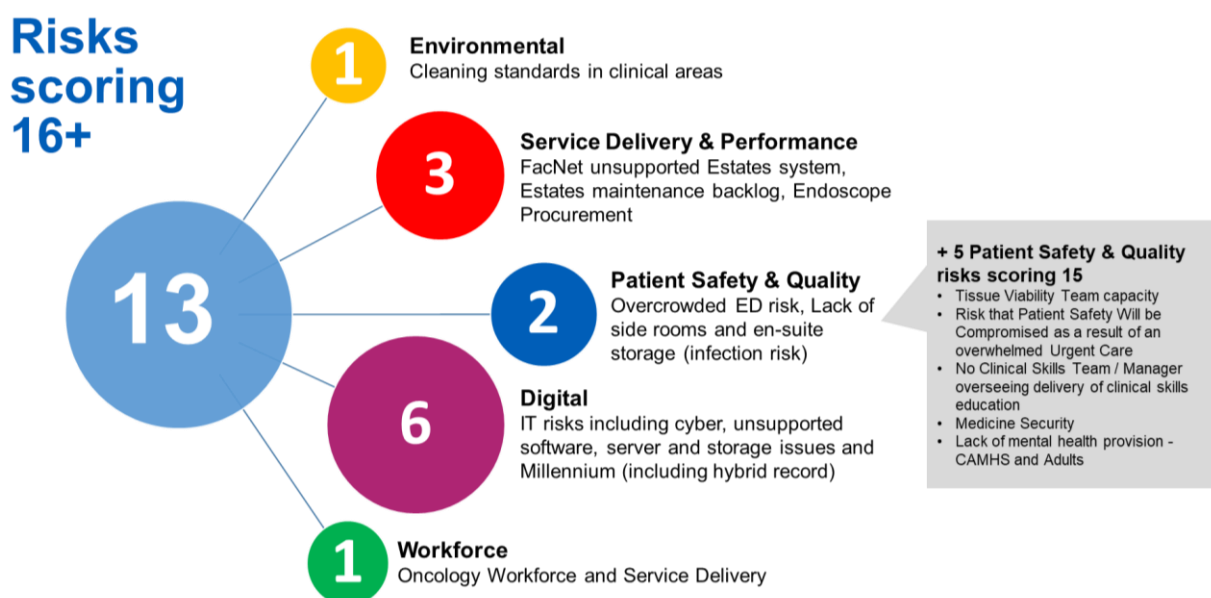 Risks
scoring
16+
13
1
Environmental
Cleaning standards in clinical areas
3
Service Delivery & Performance
FacNet unsupported Estates system,
Estates maintenance backlog, Endoscope
Procurement
2
Patient Safety & Quality
Overcrowded ED risk, Lack of
side rooms and en-suite
storage (infection risk)
+ 5 Patient Safety & Quality
risks scoring 15
• Tissue Viability Team capacity
• Risk that Patient Safety Will be
Compromised as a result of an
overwhelmed Urgent Care
• No Clinical Skills Team / Manager
overseeing delivery of clinical skills
education
• Medicine Security
• Lack of mental health provision -
CAMHS and Adults
6
Digital
IT risks including cyber, unsupported
software, server and storage issues and
Millennium (including hybrid record)
1
Workforce
Oncology Workforce and Service Delivery